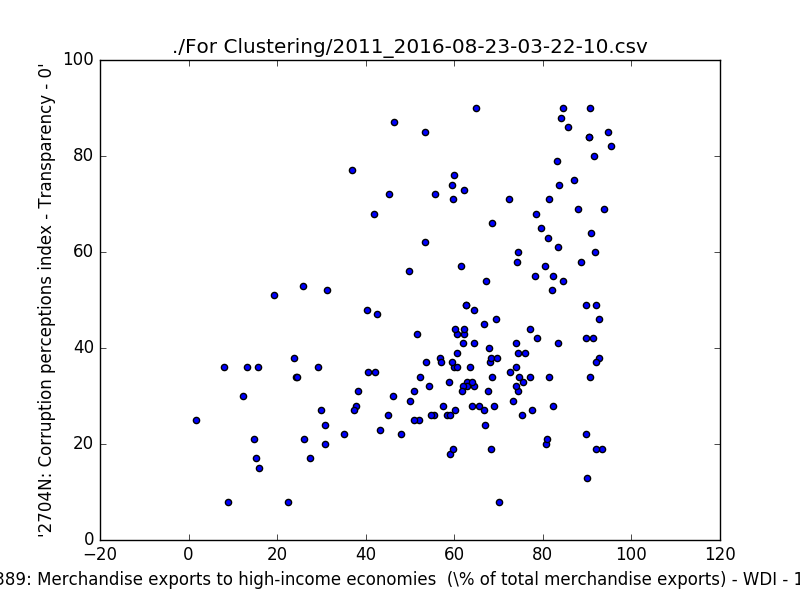 ./For Clustering/2011_2016-08-23-03-22-10.csv
100
80
60
40
20
0
'2704N: Corruption perceptions index - Transparency - 0'
−20 0 20 40 60 80 100 120
389: Merchandise exports to high-income economies (\% of total merchandise exports) - WDI - 1